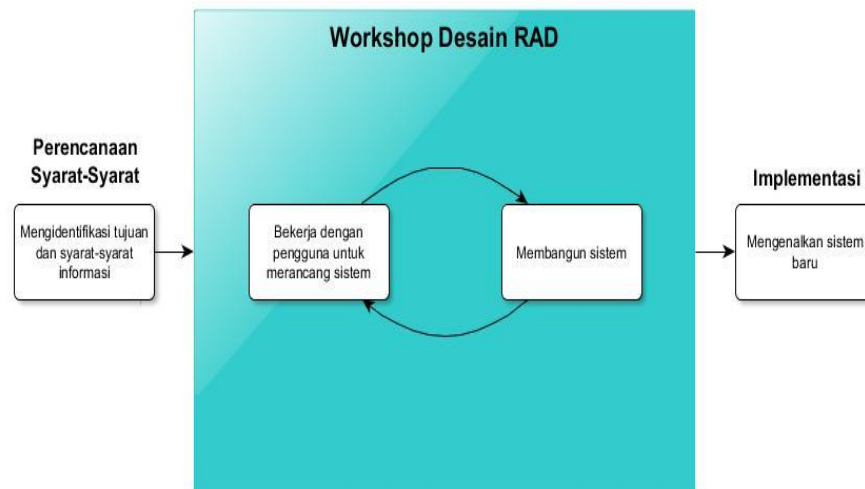 Workshop Desain RAD
Perencanaan
Syarat-Syarat
Mengidentifikasi tujuan
dan syarat-syarat
informasi
Bekerja dengan
pengguna untuk
merancang sistem
Membangun sistem
Implementasi
Mengenalkan sistem
baru